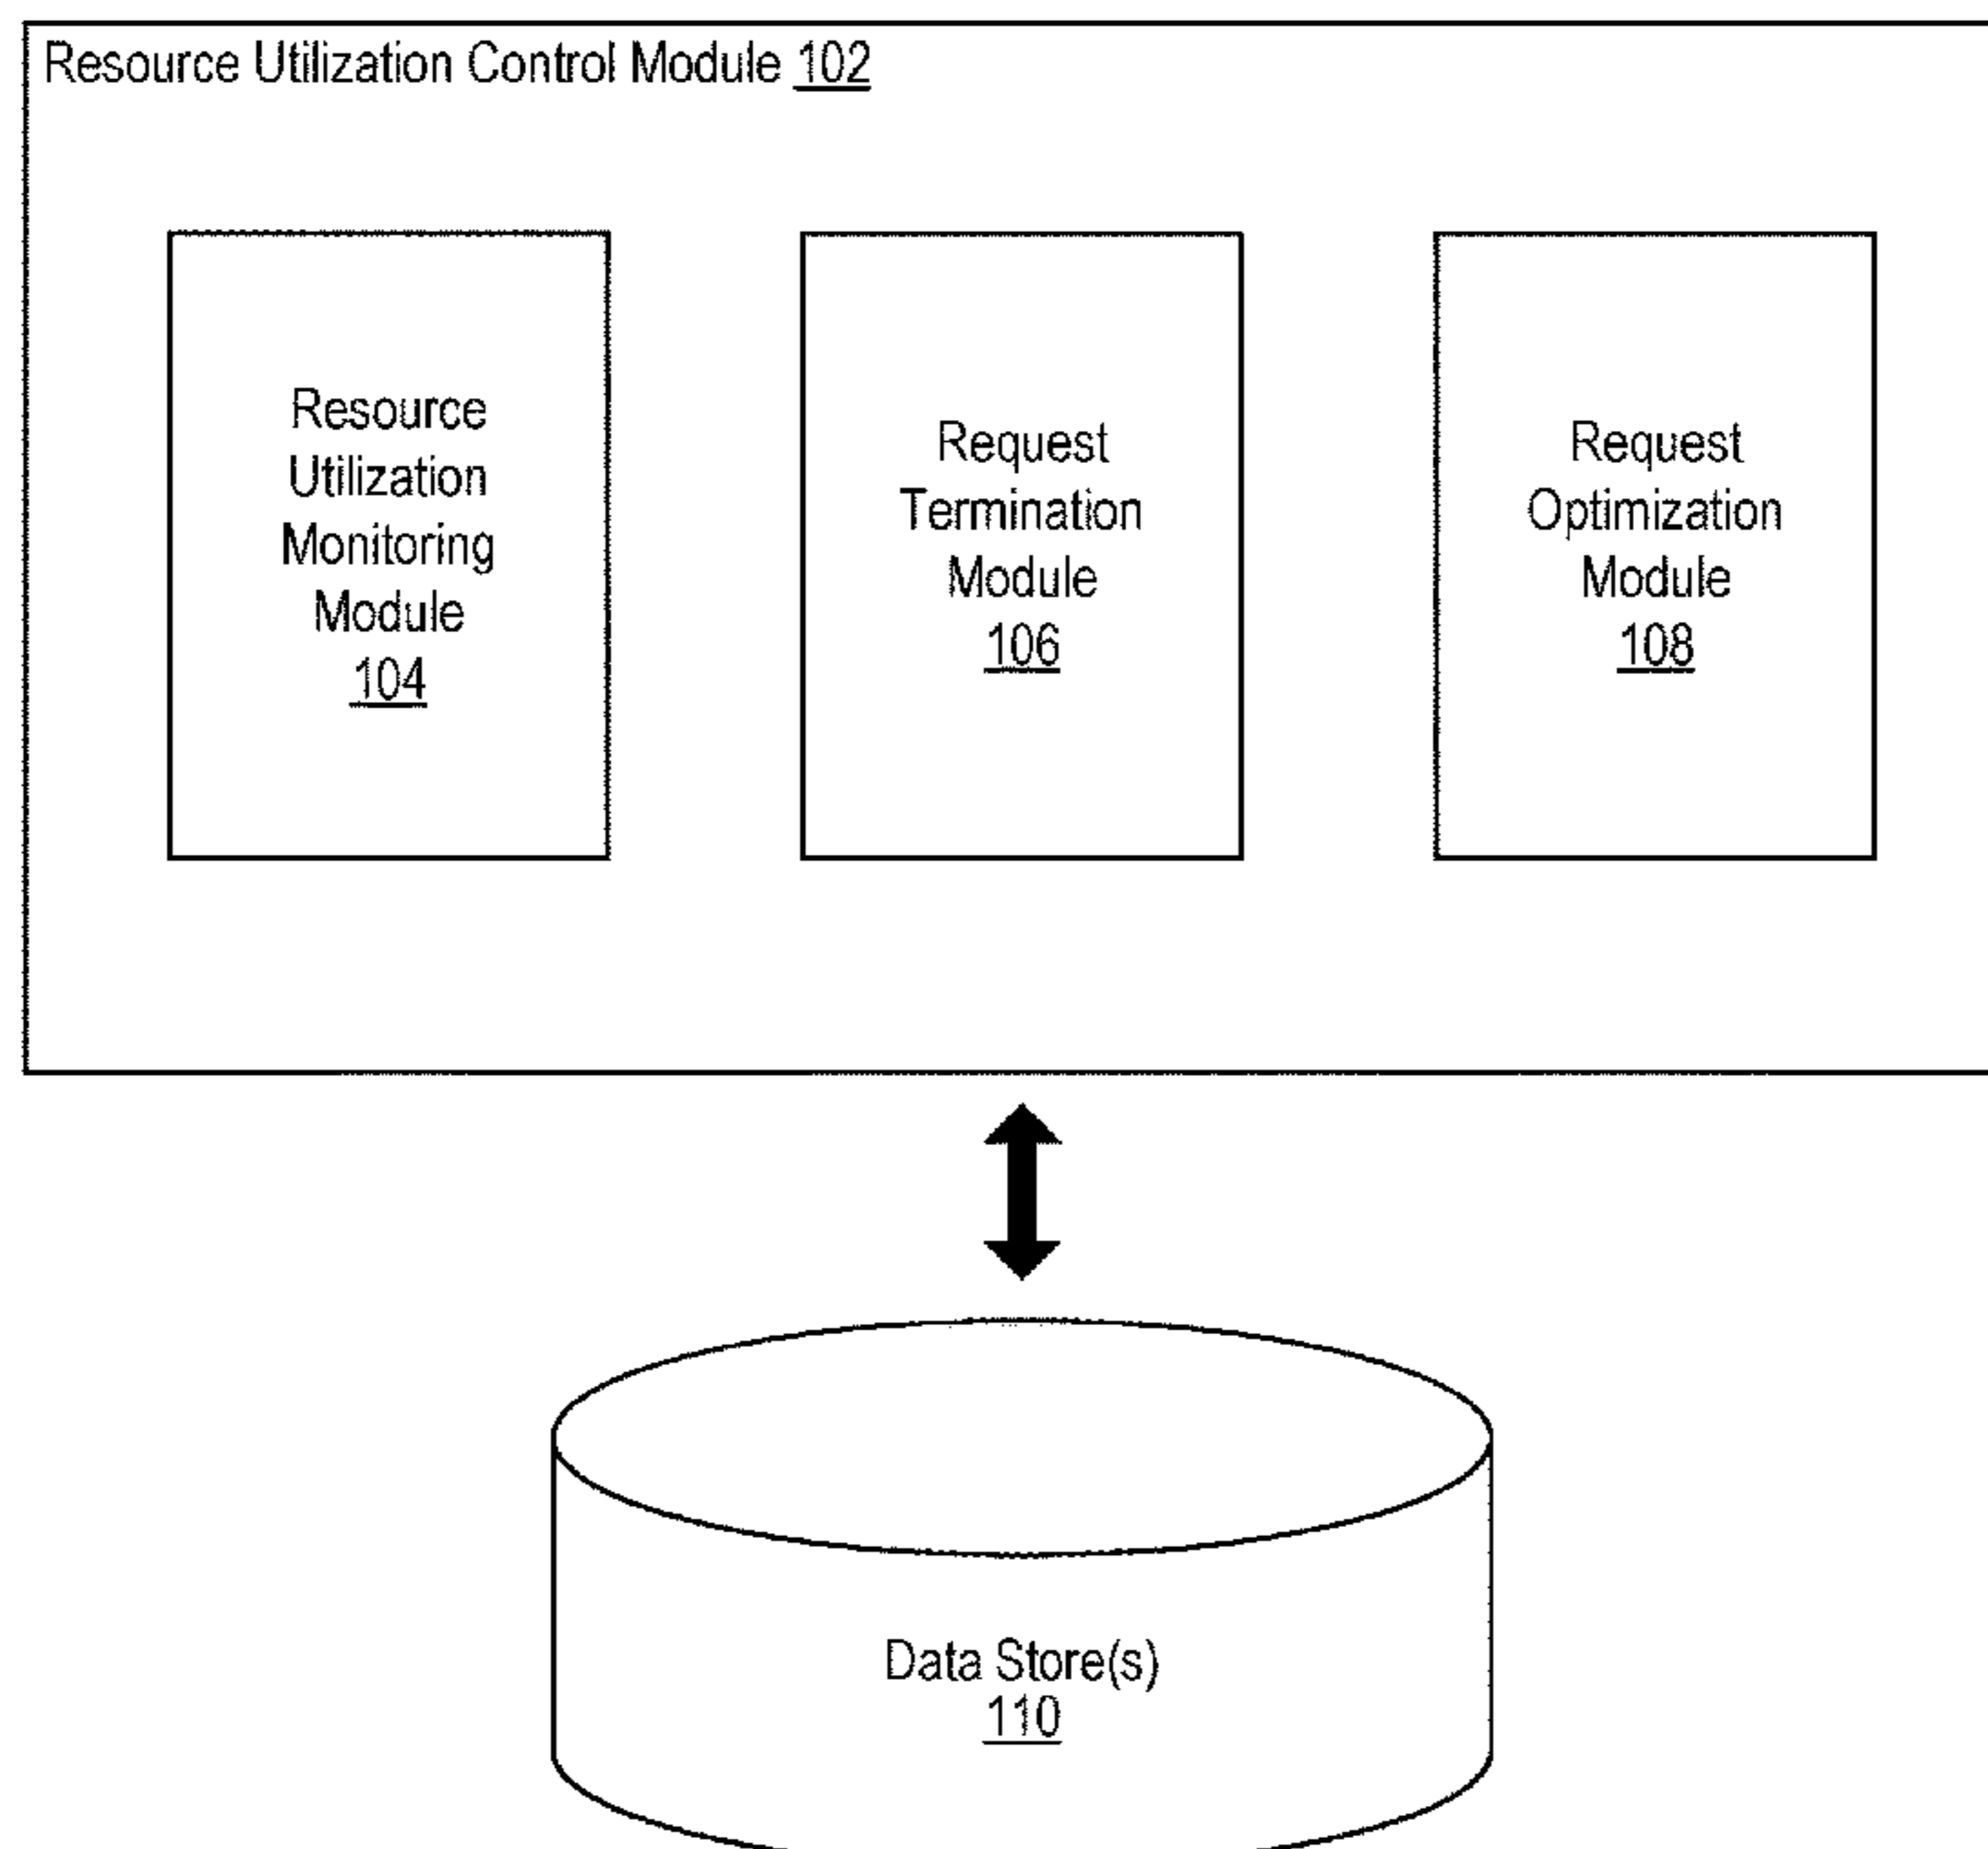 Resource Utilization Control Module 102
Resource
Utilization
Monitoring
Module
104
Request
Termination
Module
106
Request
Optimization
Module
108
Data Store(s)
110